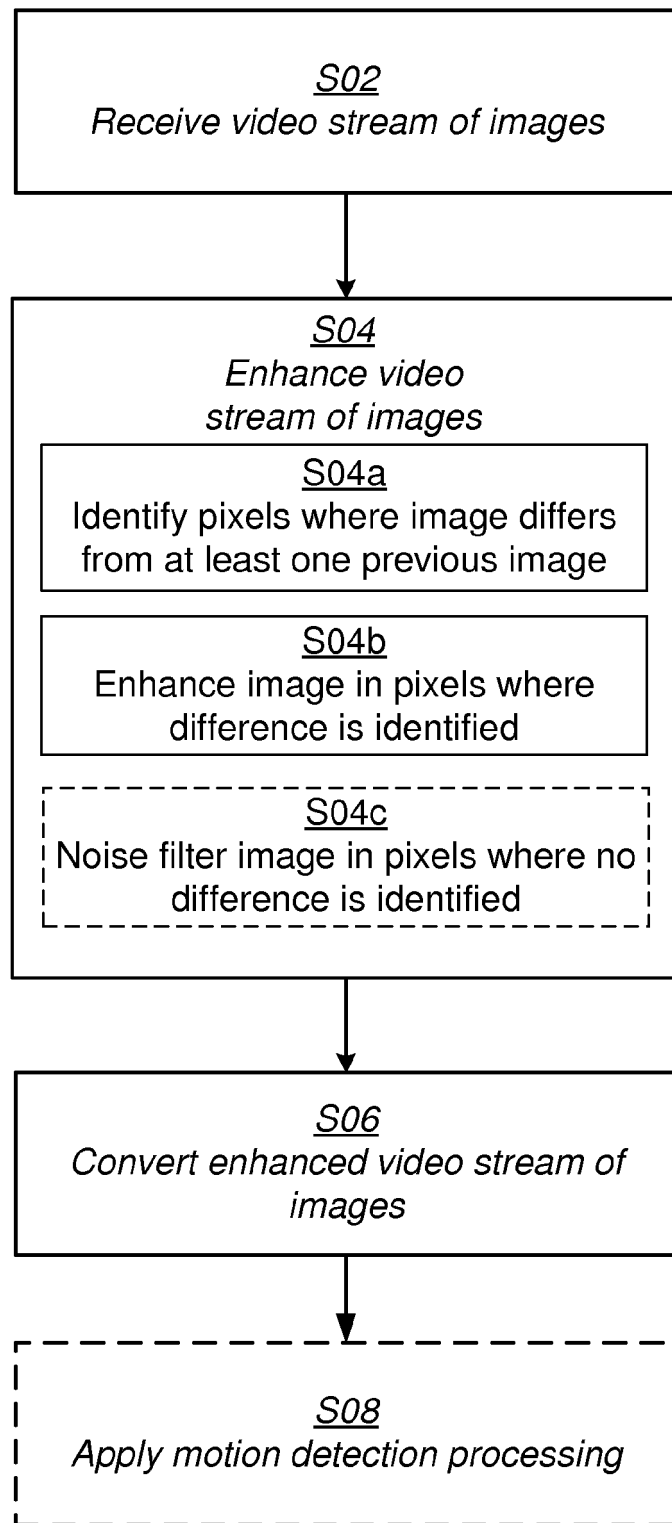 S02
Receive video stream of images
S04
Enhance video
stream of images
S04a
Identify pixels where image differs
from at least one previous image
S04b
Enhance image in pixels where
difference is identified
S04c
Noise filter image in pixels where no
difference is identified
S06
Convert enhanced video stream of
images
S08
Apply motion detection processing